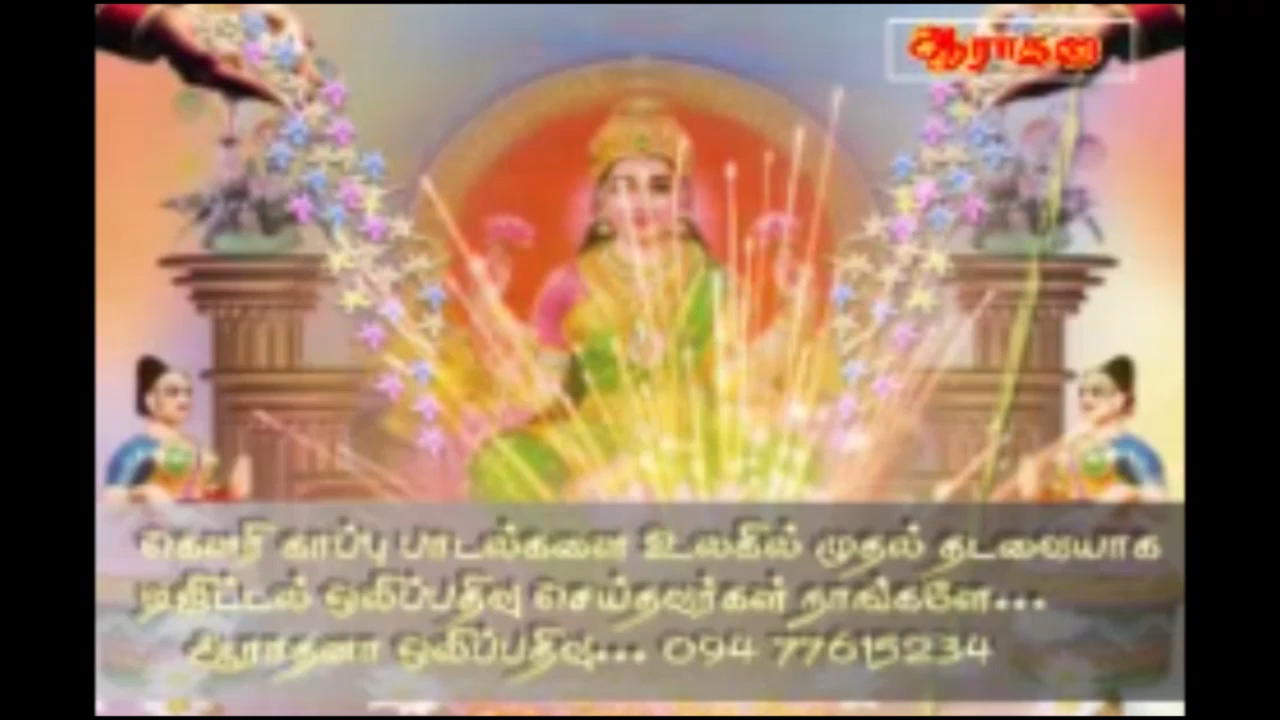 ஆராதனா
கௌரி காப்பு பாடல்களை உலகில் முதல் தடவையாக
டிஜிட்டல் ஒலிப்பதிவு செய்தவர்கள் நாங்களே...
ஆராதனா ஒலிப்பதிவு... 094 77615234